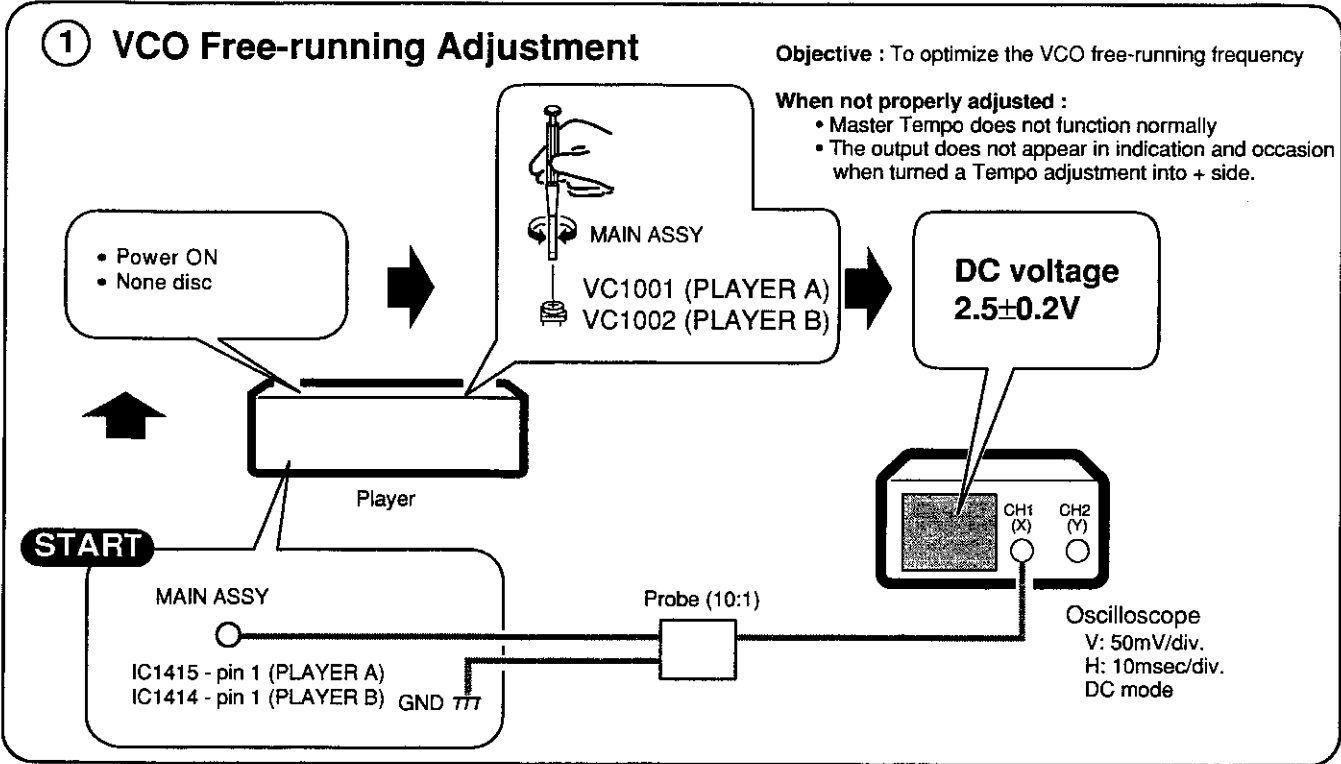 ① VCO Free-running Adjustment
Objective : To optimize the VCO free-running frequency
When not properly adjusted :
• Master Tempo does not function normally
• The output does not appear in indication and occasion
when turned a Tempo adjustment into + side.
• Power ON
• None disc
MAIN ASSY
VC1001 (PLAYER A)
VC1002 (PLAYER B)
DC voltage
2.5±0.2V
Player
CH1
(X)
CH2
(Y)
START
MAIN ASSY
IC1415 - pin 1 (PLAYER A)
IC1414 - pin 1 (PLAYER B)
GND
Probe (10:1)
Oscilloscope
V: 50mV/div.
H: 10msec/div.
DC mode